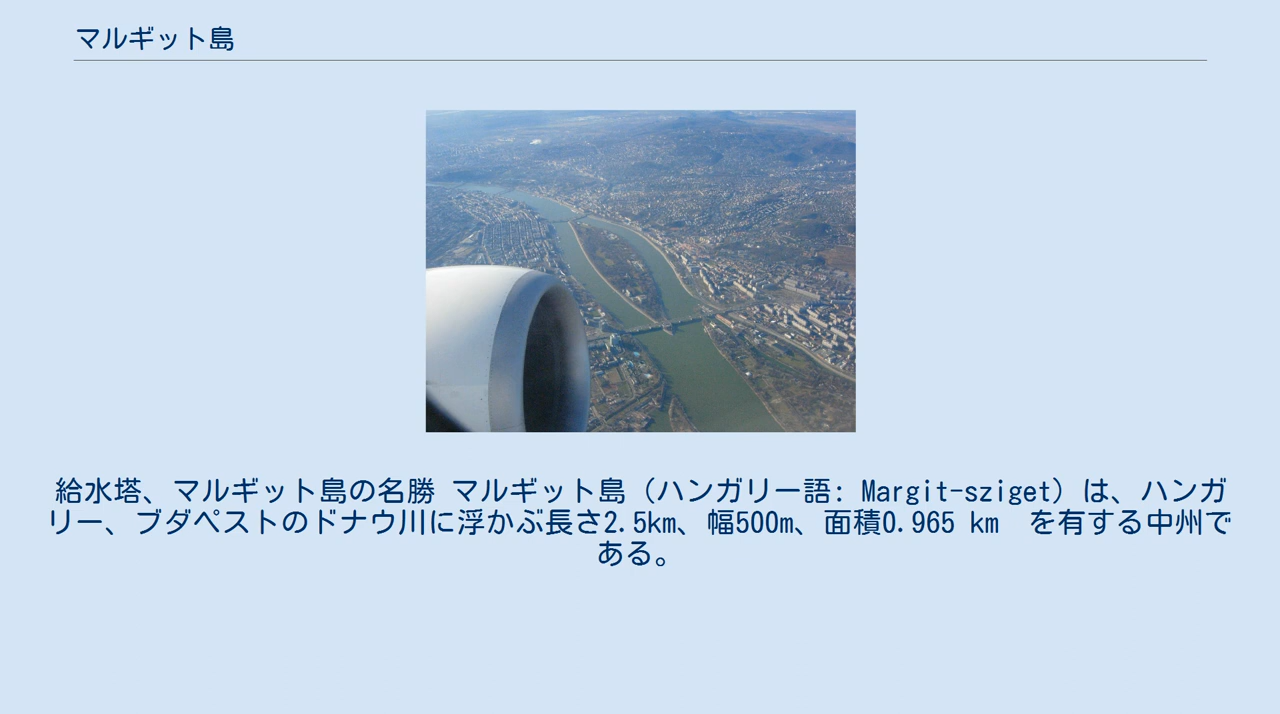 マルギット島
給水塔、マルギット島の名勝 マルギット島（ハンガリー語: Margit-sziget）は、ハンガ
リー、ブダペストのドナウ川に浮かぶ長さ2.5km、幅500m、面積0.965 km　を有する中州で
ある。